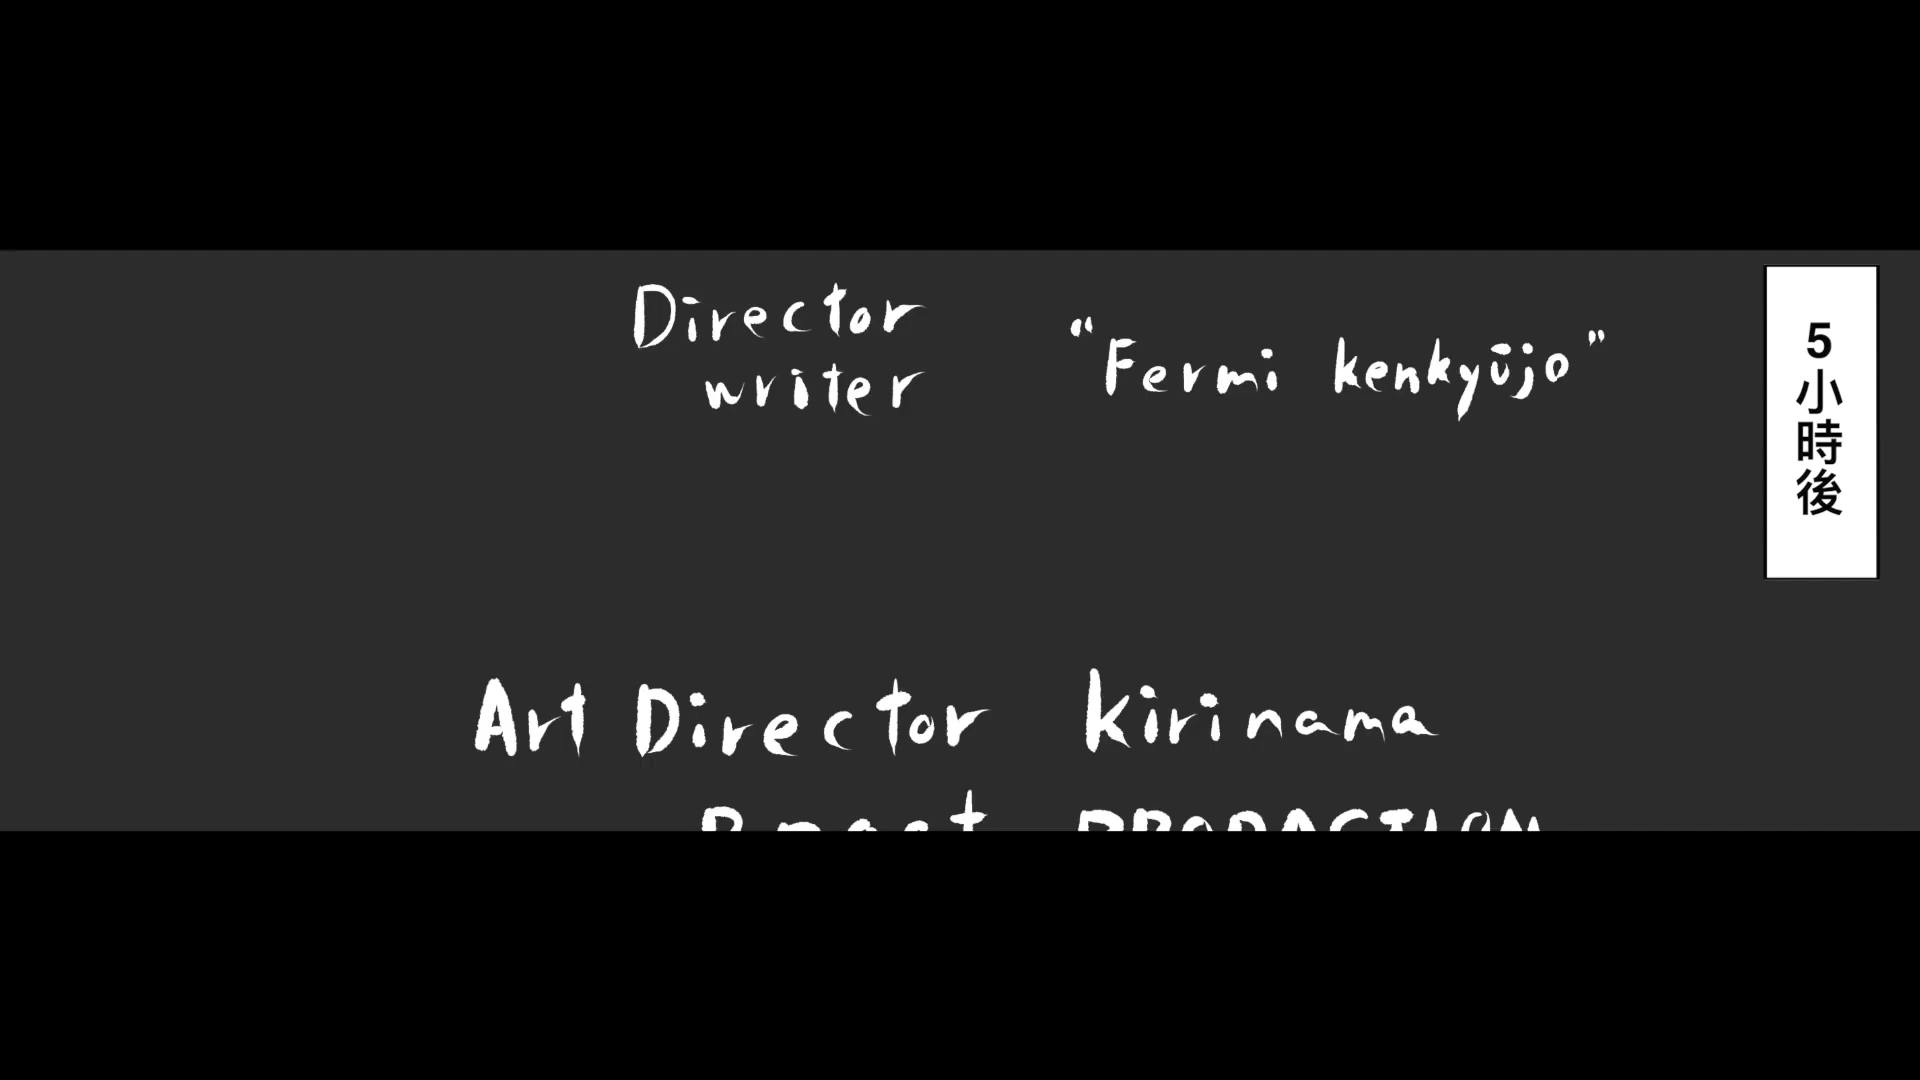 Director
writer
“Fermi kenkyūjo”
5小時後
Art Director kirinama